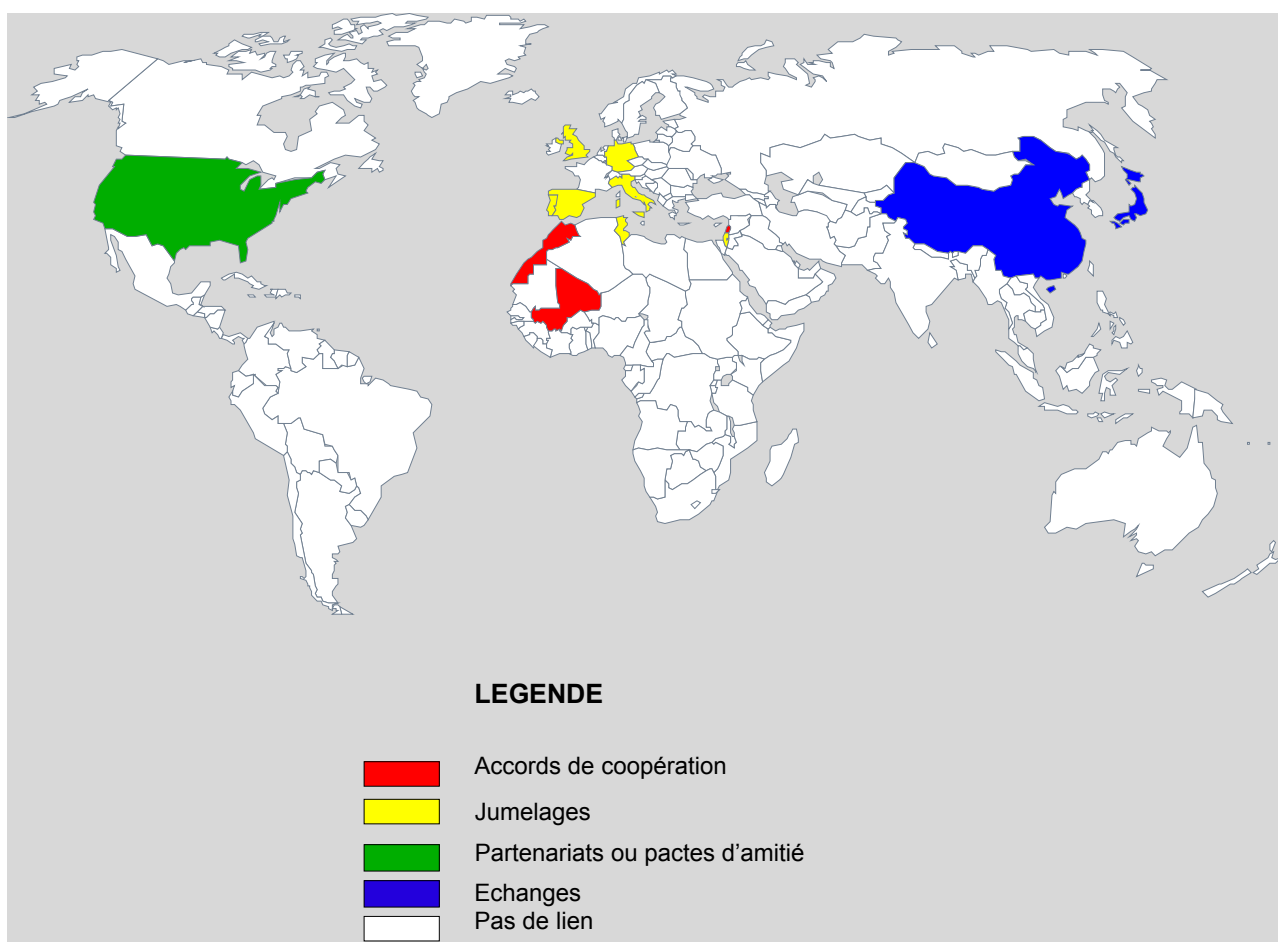 LEGENDE
Accords de coopération
Jumelages
Partenariats ou pactes d'amitié
Echanges
Pas de lien